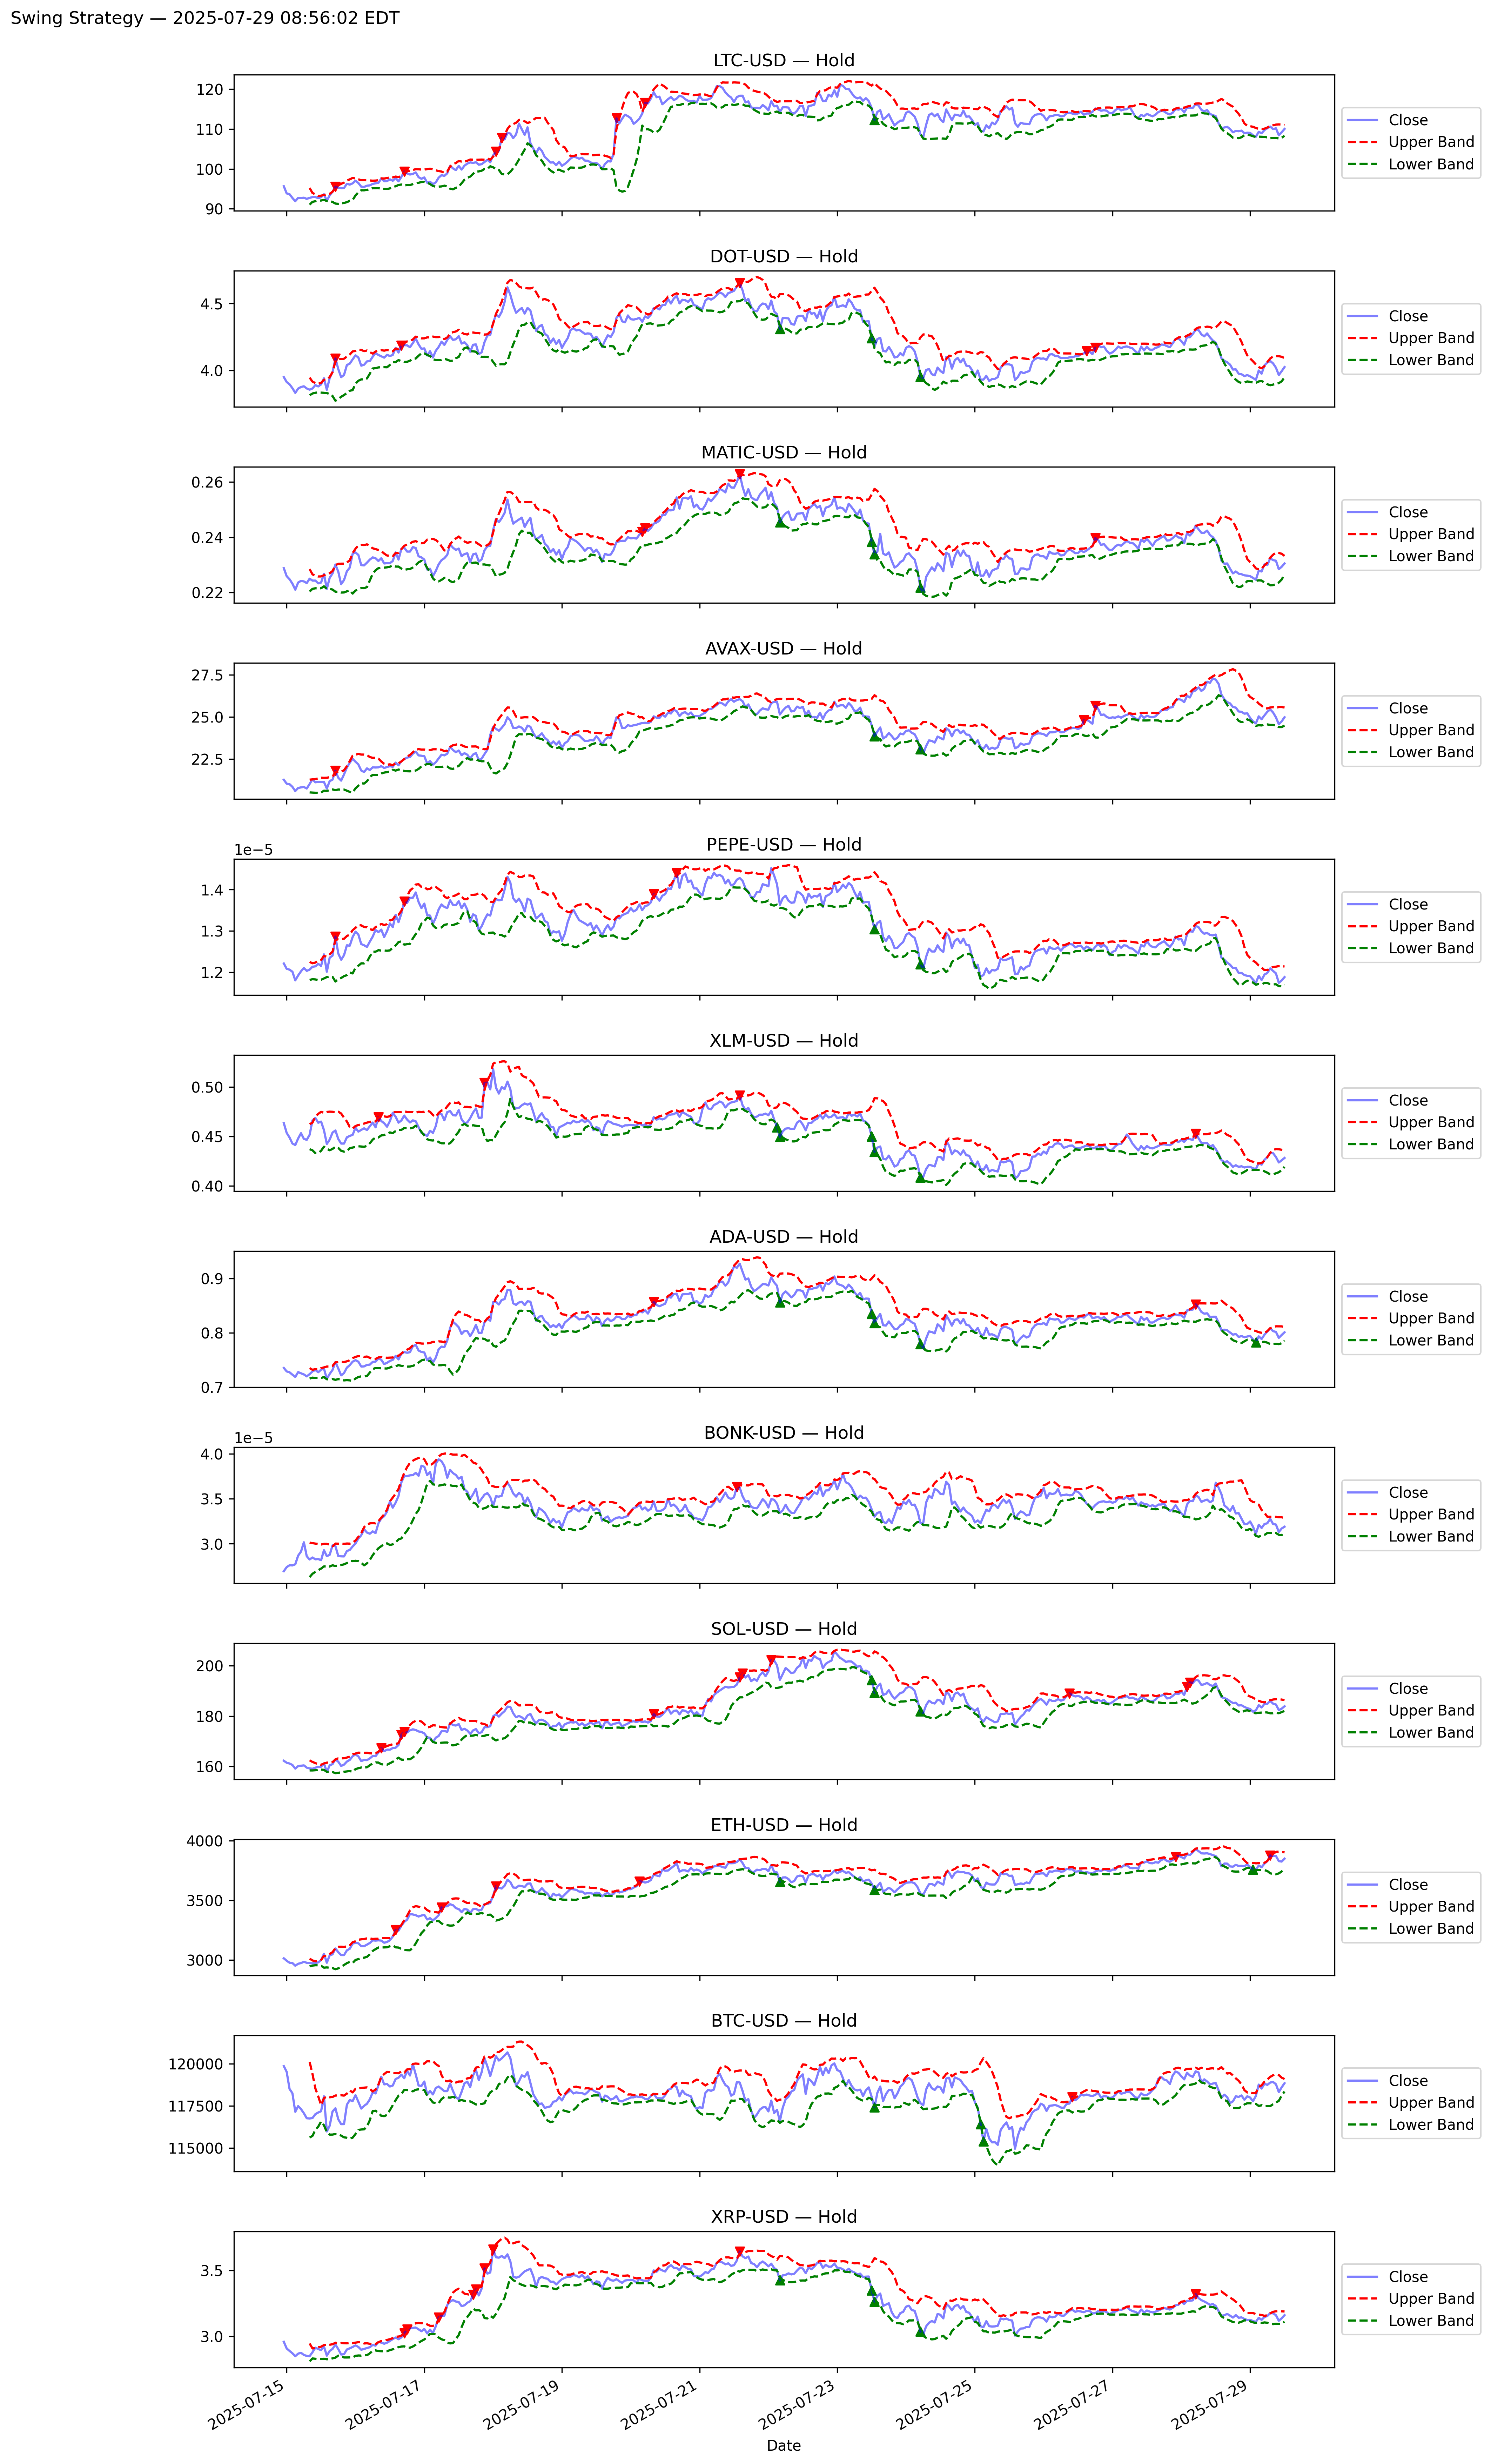 Swing Strategy — 2025-07-29 08:56:02 EDT
LTC-USD — Hold
120
110
100
90
Close
Upper Band
Lower Band
DOT-USD — Hold
4.5
4.0
Close
Upper Band
Lower Band
MATIC-USD — Hold
0.26
0.24
0.22
Close
Upper Band
Lower Band
AVAX-USD — Hold
27.5
25.0
22.5
Close
Upper Band
Lower Band
PEPE-USD — Hold
1e−5
1.4
1.3
1.2
Close
Upper Band
Lower Band
XLM-USD — Hold
0.50
0.45
0.40
Close
Upper Band
Lower Band
ADA-USD — Hold
0.9
0.8
0.7
Close
Upper Band
Lower Band
BONK-USD — Hold
1e−5
4.0
3.5
3.0
Close
Upper Band
Lower Band
SOL-USD — Hold
200
180
160
Close
Upper Band
Lower Band
ETH-USD — Hold
4000
3500
3000
Close
Upper Band
Lower Band
BTC-USD — Hold
120000
117500
115000
Close
Upper Band
Lower Band
XRP-USD — Hold
3.5
3.0
Close
Upper Band
Lower Band
2025-07-15
2025-07-17
2025-07-19
2025-07-21
2025-07-23
2025-07-25
2025-07-27
2025-07-29
Date